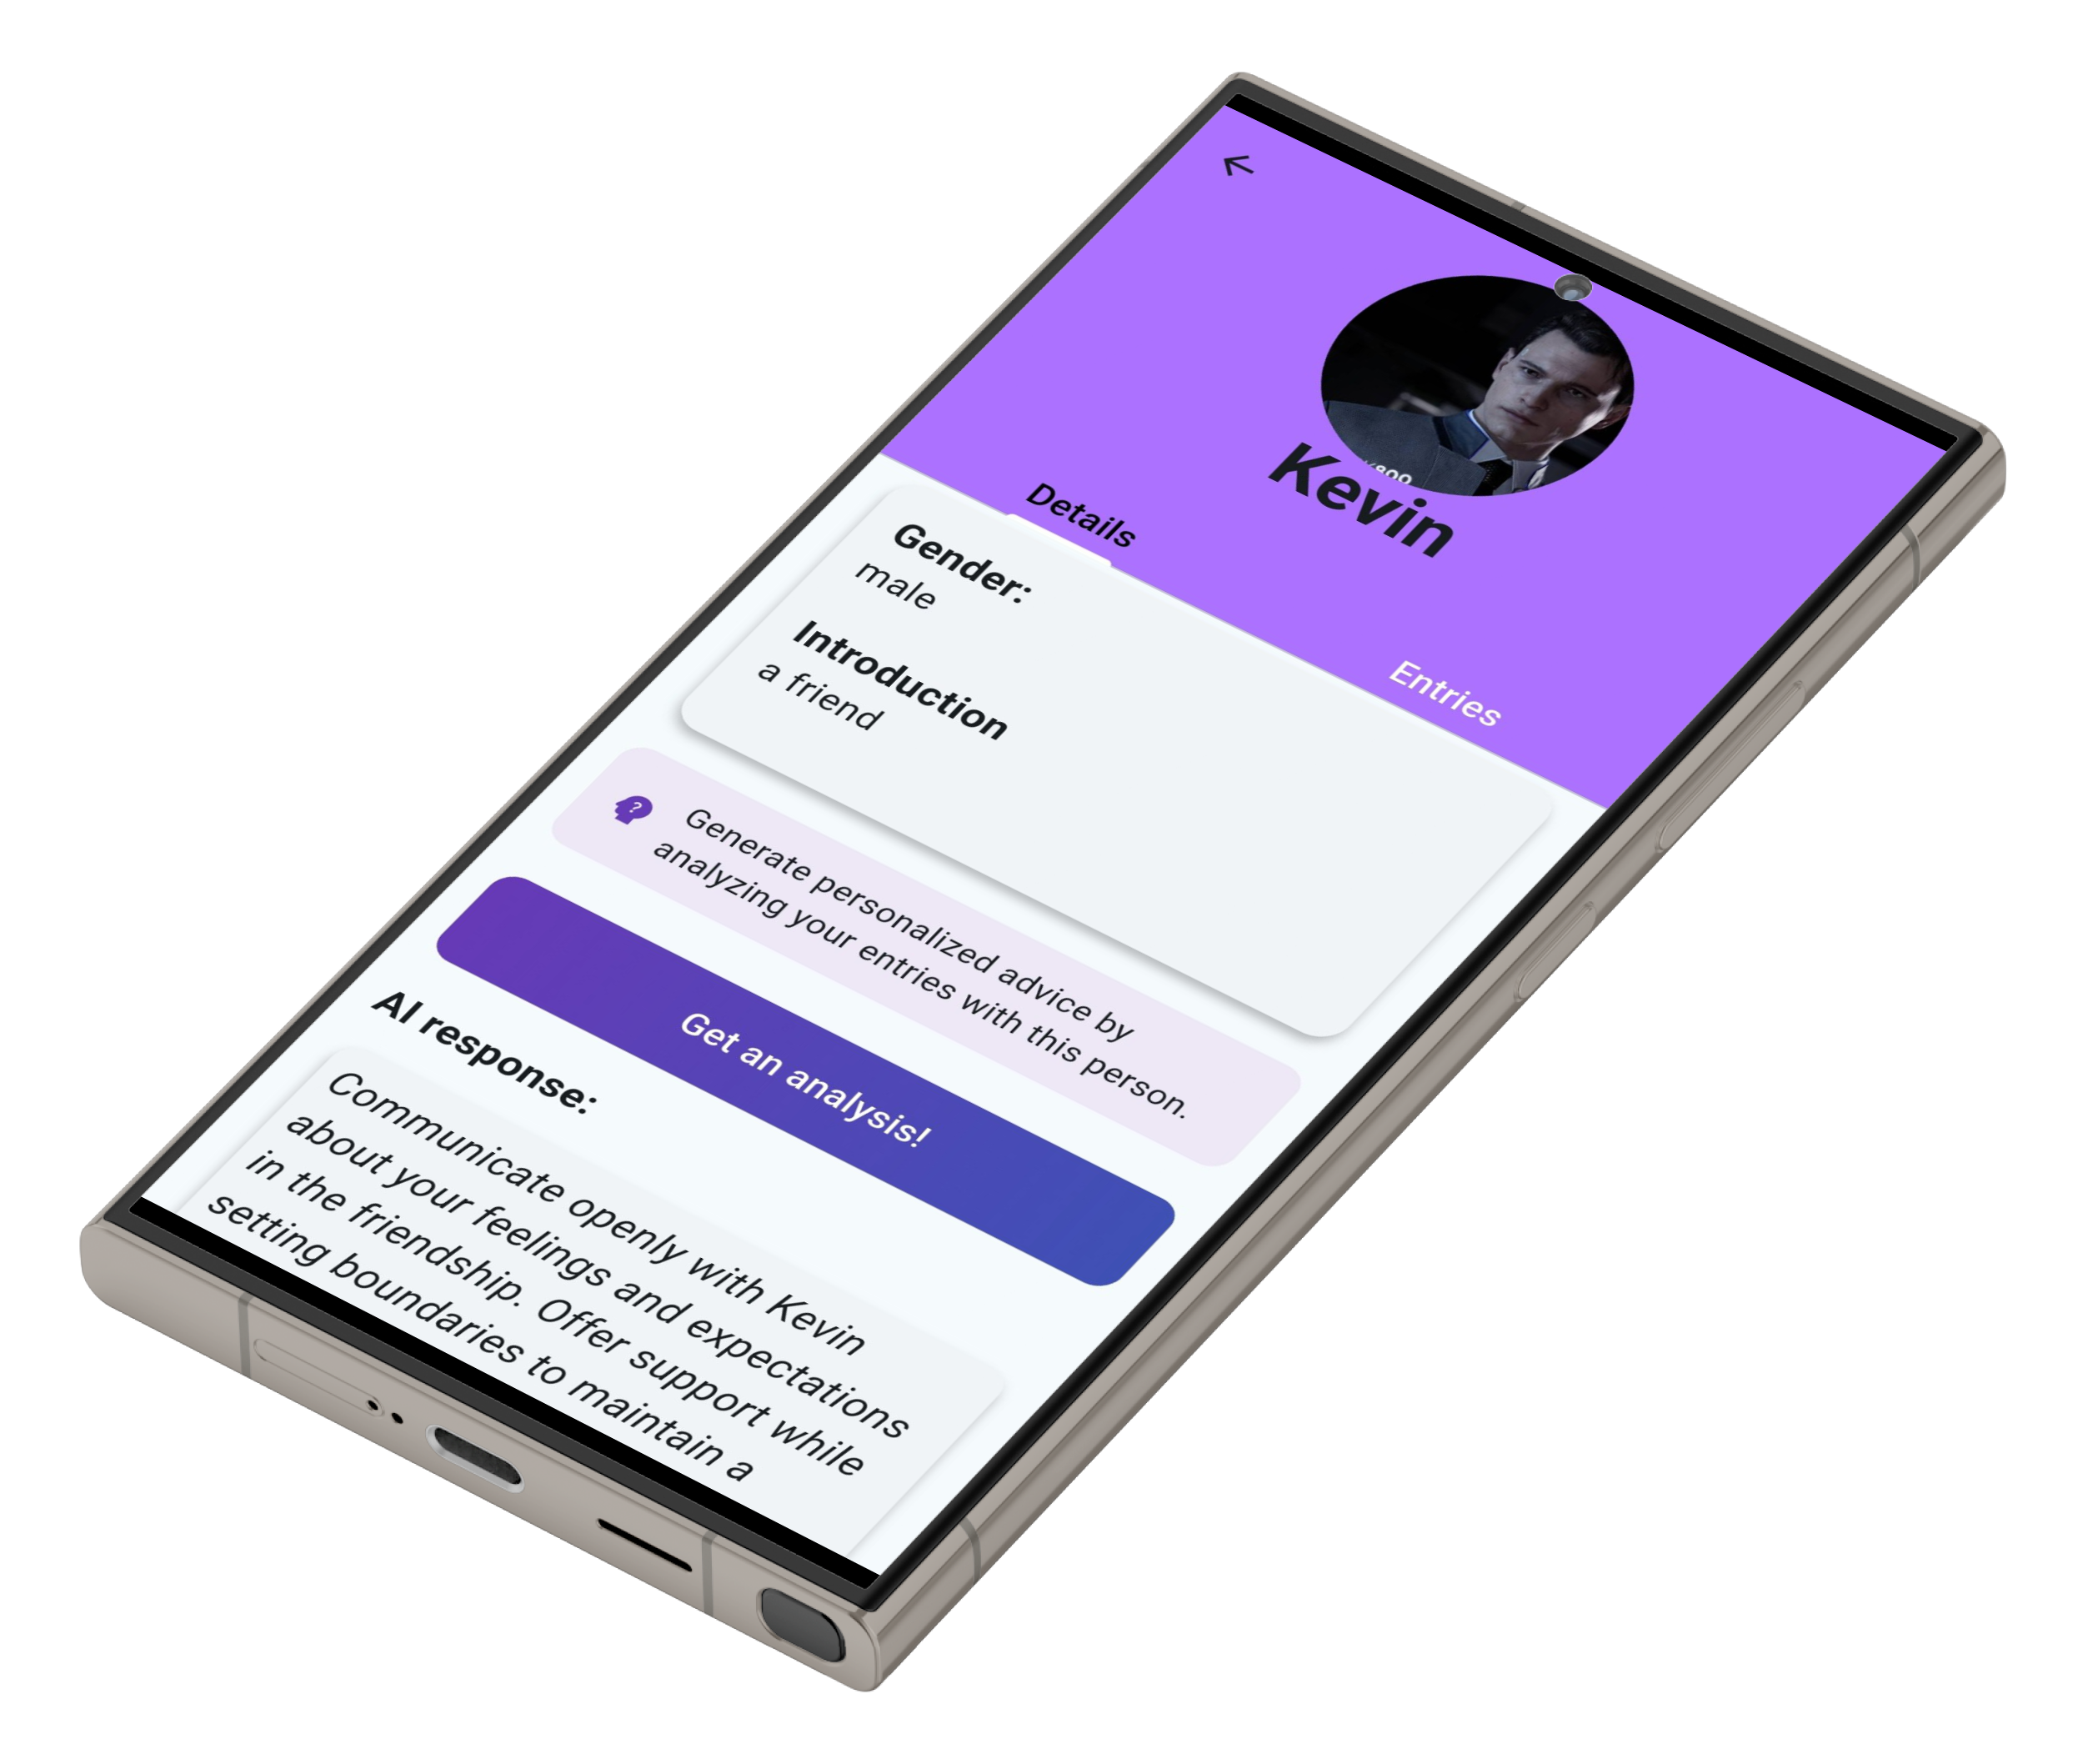 Kevin
Details
Entries
Gender:
male
Introduction
a friend
?
Generate personalized advice by
analyzing your entries with this person.
Get an analysis!
AI response:
Communicate openly with Kevin
about your feelings and expectations
in the friendship. Offer support while
setting boundaries to maintain a